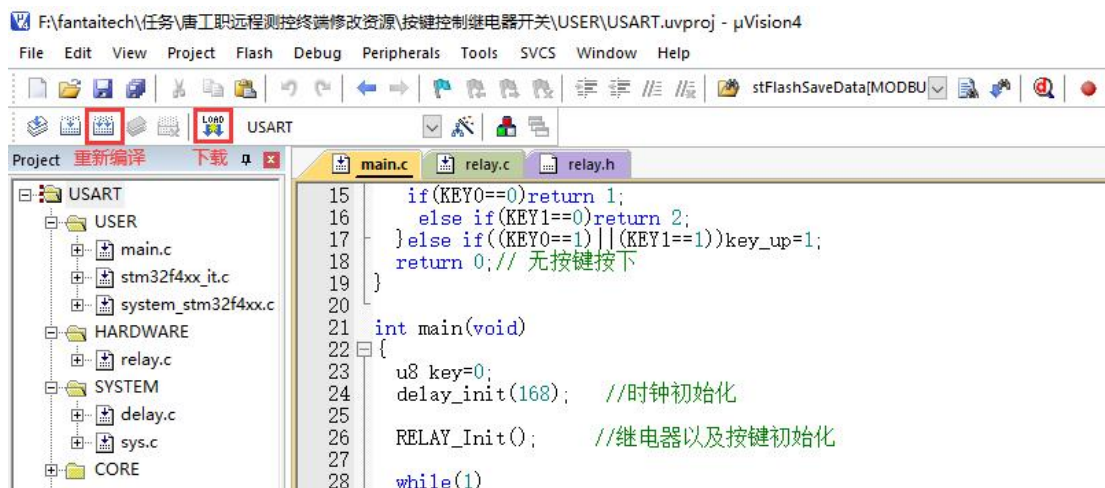 F:\fantaitech\任务\唐工职远程测控终端修改资源\按键控制继电器开关\USER\USART.uvproj - µVision4
File Edit View Project Flash Debug Peripherals Tools SVCS Window Help
stFlashSaveData[MODBU
LOAD USART
Project 重新编译 下载 main.c relay.c relay.h
USART
USER
main.c
stm32f4xx_it.c
system_stm32f4xx.c
HARDWARE
relay.c
SYSTEM
delay.c
sys.c
CORE
15 if(KEY0==0)return 1;
16 else if(KEY1==0)return 2;
17 }else if((KEY0==1)||(KEY1==1))key_up=1;
18 return 0;// 无按键按下
19 }
20
21 int main(void)
22 {
23 u8 key=0;
24 delay_init(168); //时钟初始化
25
26 RELAY_Init(); //继电器以及按键初始化
27
28 while(1)